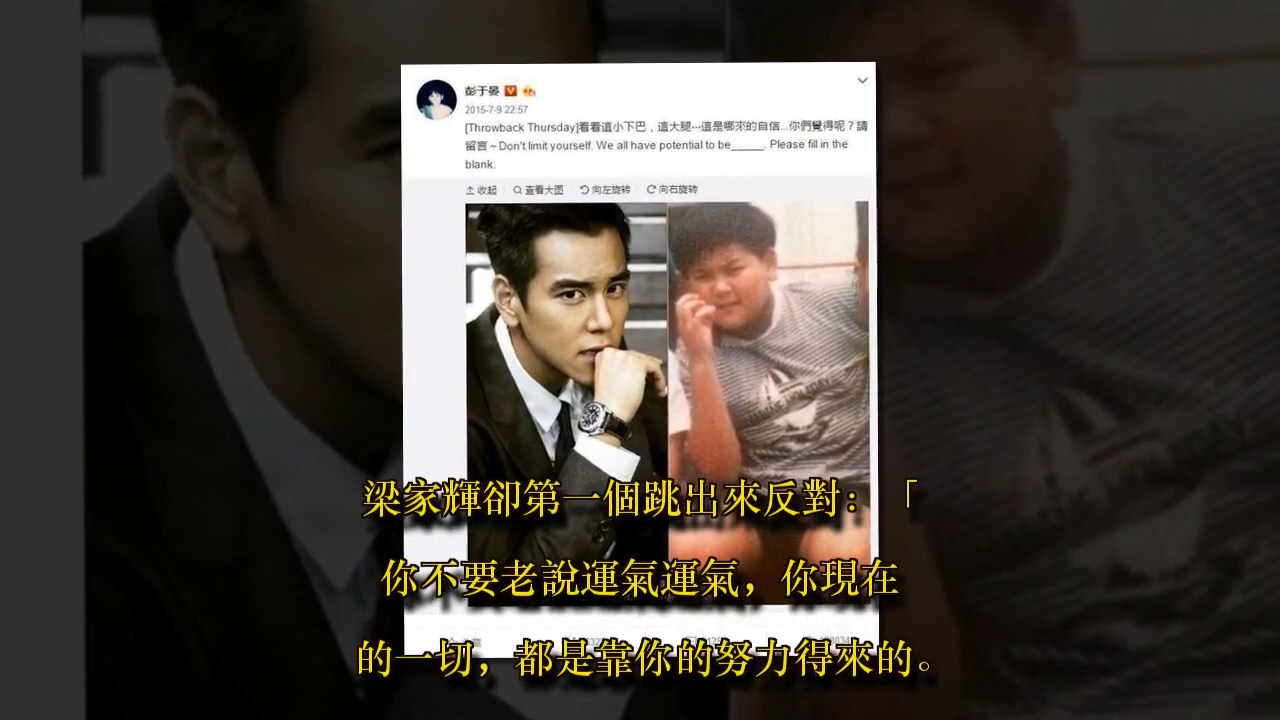 彭于晏
2015-7-9 22:57
[Throwback Thursday]看看這小下巴，這大腿…這是哪來的自信...你們覺得呢？請
留言～Don't limit yourself. We all have potential to be_____. Please fill in the
blank.
收起 查看大图 向左旋转 向右旋转
梁家輝卻第一個跳出來反對：「
你不要老說運氣運氣，你現在
的一切，都是靠你的努力得來的。